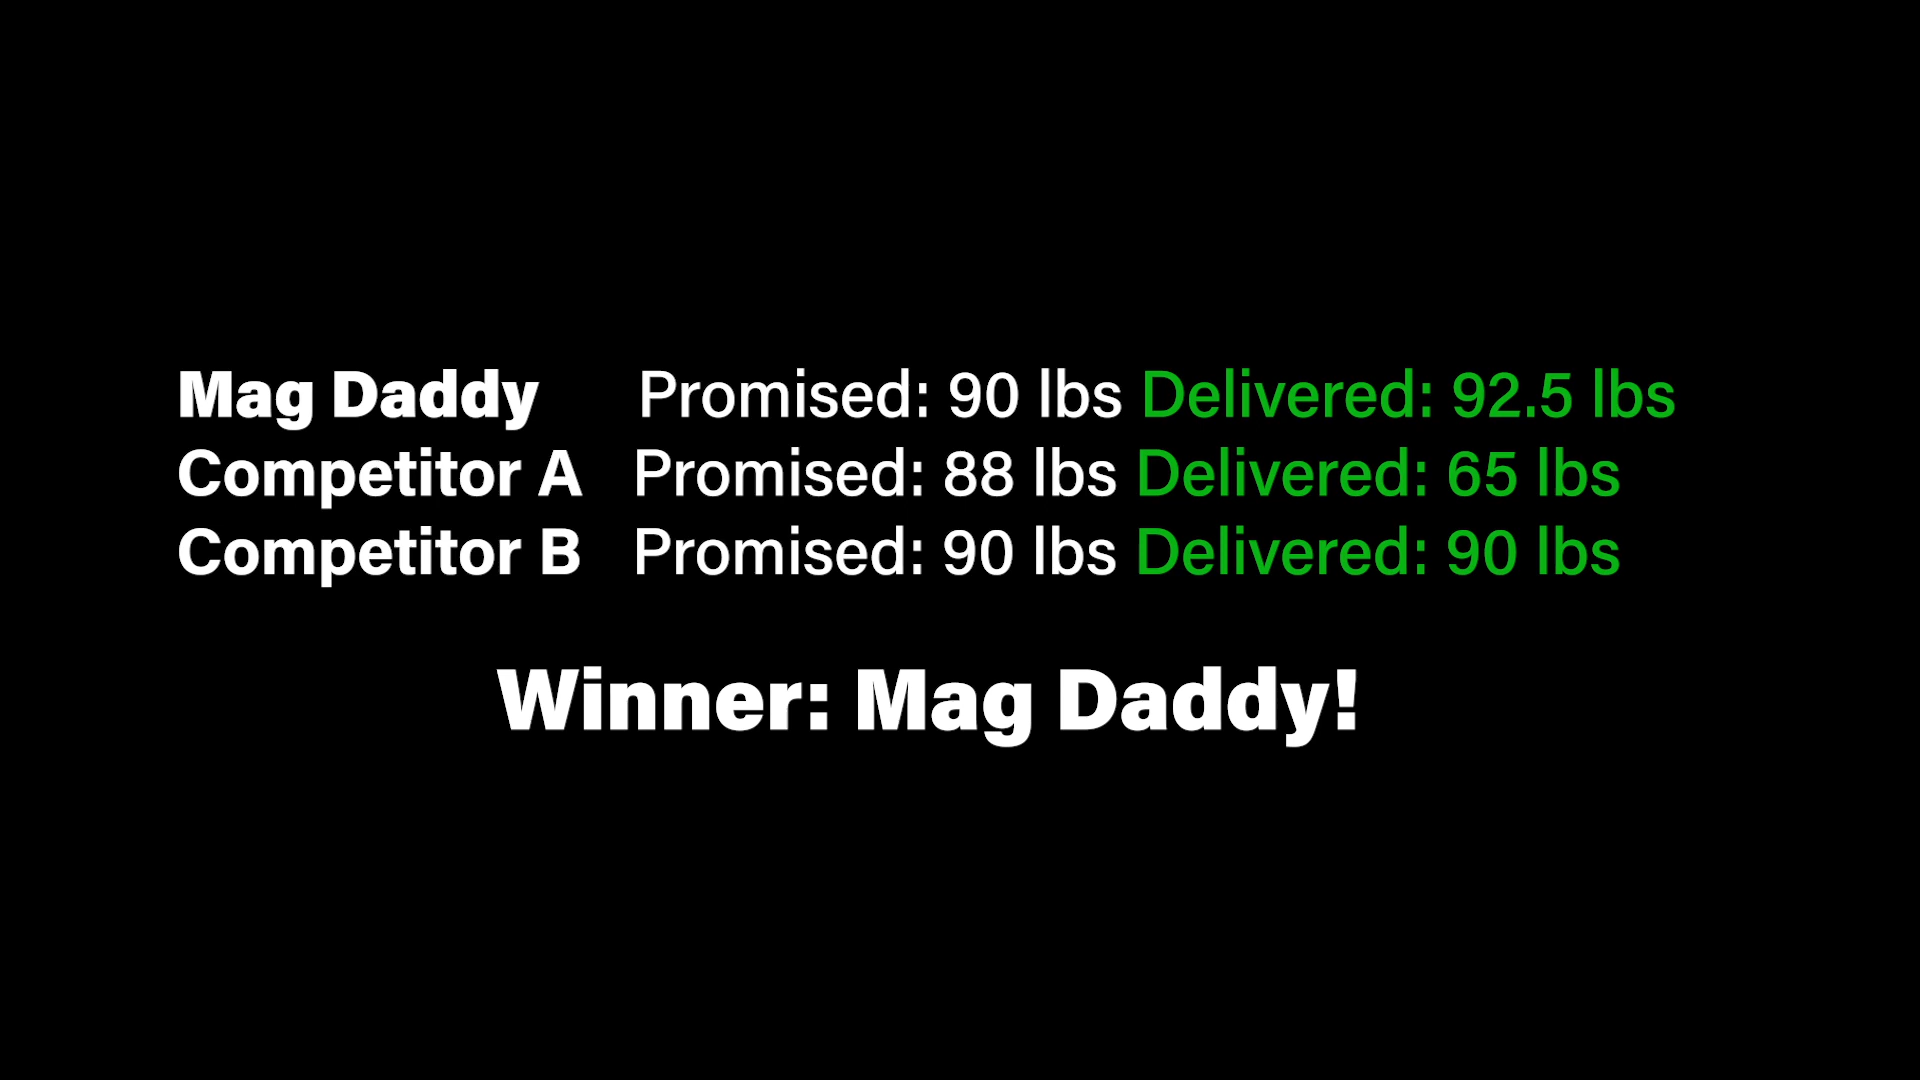 Mag Daddy Promised: 90 lbs Delivered: 92.5 lbs
Competitor A Promised: 88 lbs Delivered: 65 lbs
Competitor B Promised: 90 lbs Delivered: 90 lbs
Winner: Mag Daddy!